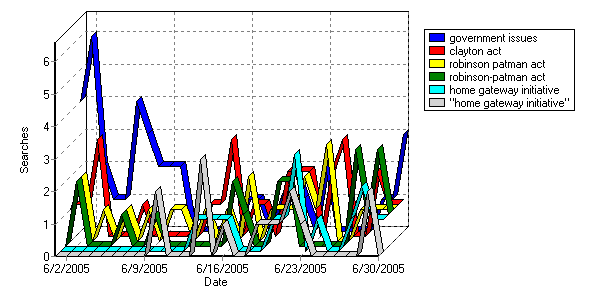 6
5
4
3
2
1
0
Searches
6/2/2005 6/9/2005 6/16/2005 6/23/2005 6/30/2005
Date
government issues
clayton act
robinson patman act
robinson-patman act
home gateway initiative
"home gateway initiative"